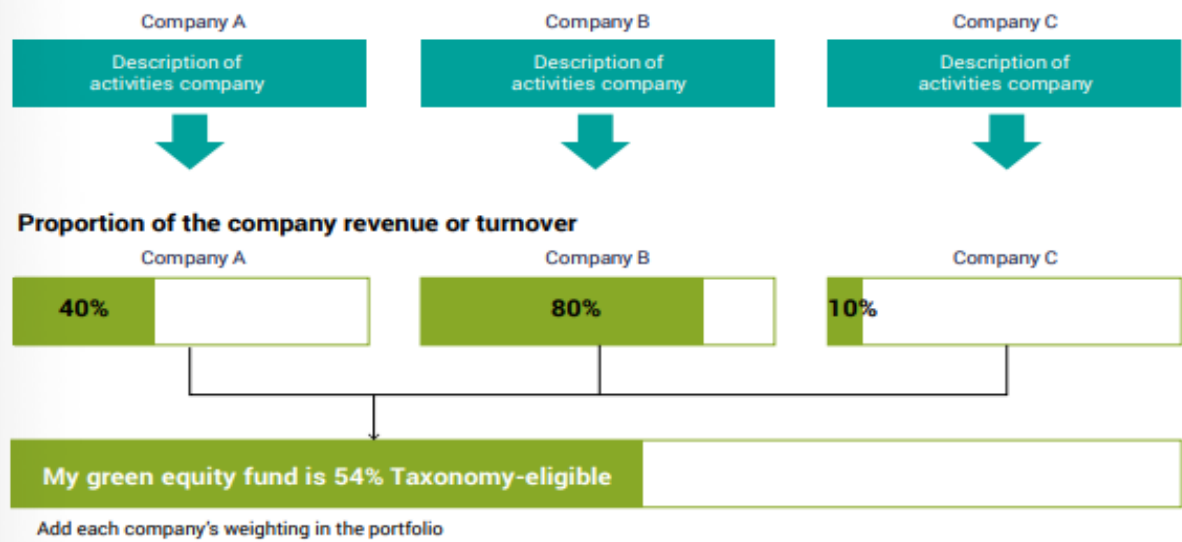 Company A
Company B
Company C
Description of
activities company
Description of
activities company
Description of
activities company
Proportion of the company revenue or turnover
Company A
Company B
Company C
40%
80%
10%
My green equity fund is 54% Taxonomy-eligible
Add each company's weighting in the portfolio